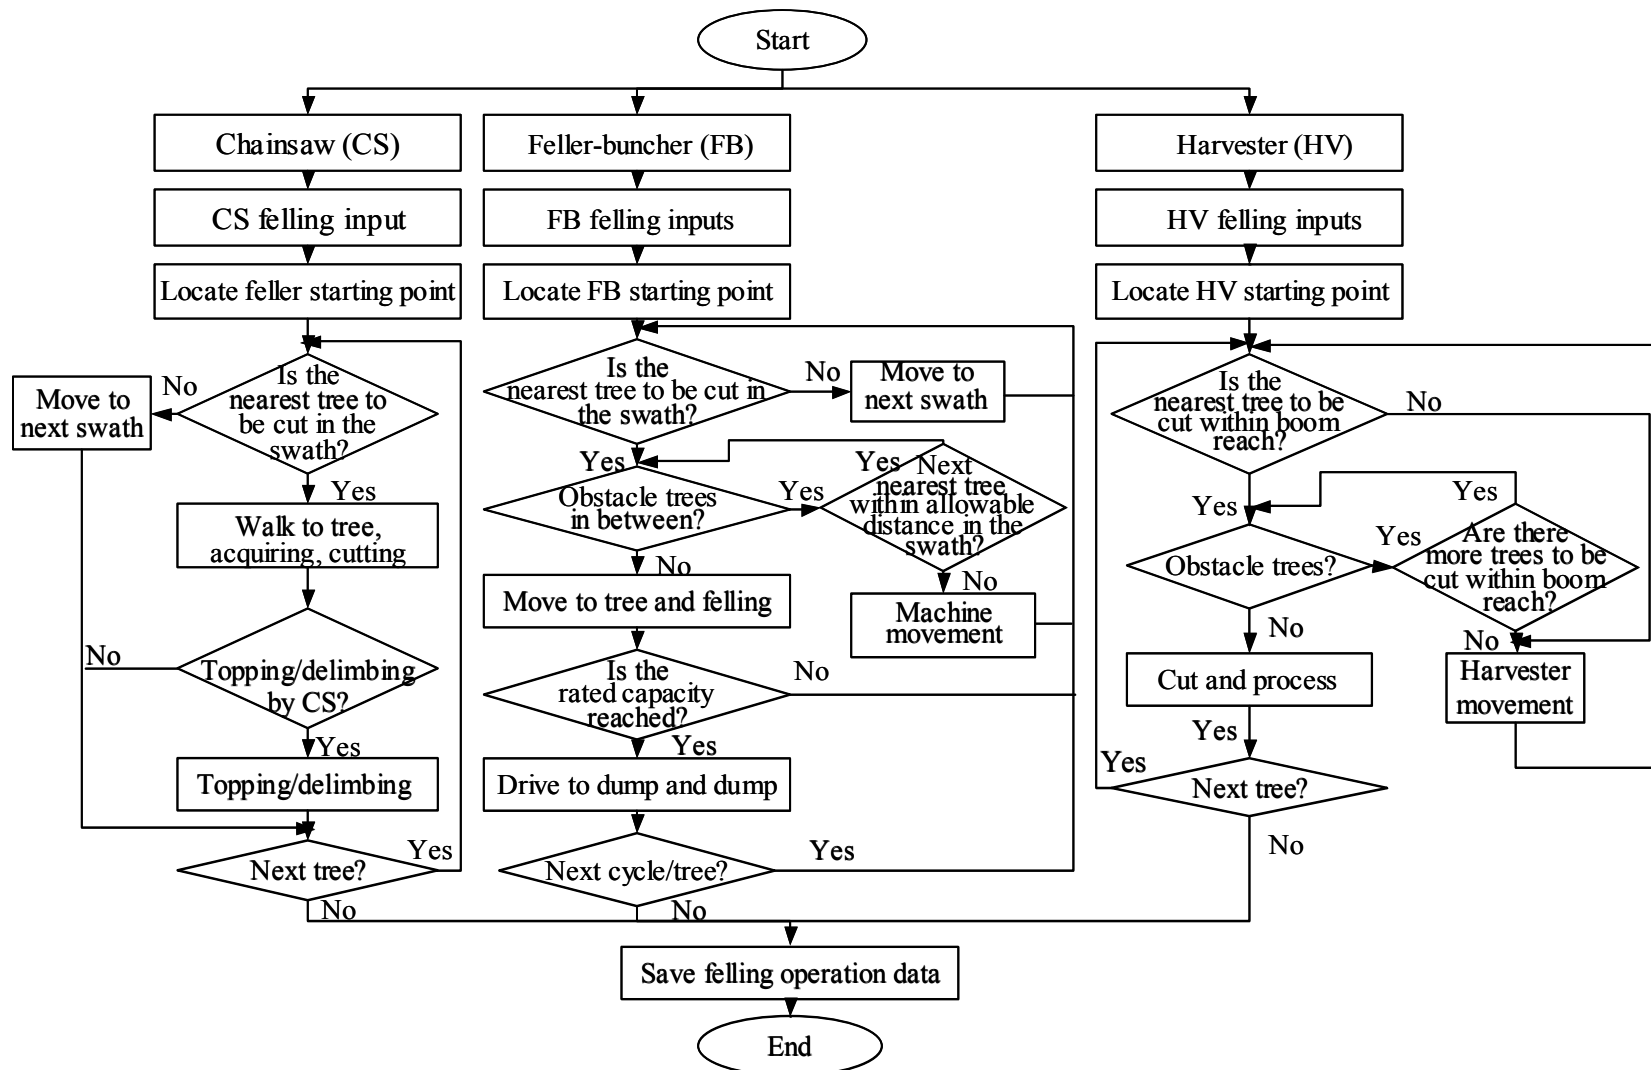 Start
Chainsaw (CS)
CS felling input
Locate feller starting point
Is the
nearest tree to
be cut in the
swath?
No
Move to
next swath
Yes
Walk to tree,
acquiring, cutting
No
Topping/delimbing
by CS?
Yes
Topping/delimbing
Next tree?
Yes
No
Feller-buncher (FB)
FB felling inputs
Locate FB starting point
Is the
nearest tree to be cut in
the swath?
No
Move to
next swath
Yes
Obstacle trees
in between?
Yes
Yes
Next
nearest tree
within allowable
distance in the
swath?
No
Machine
movement
No
Move to tree and felling
Is the
rated capacity
reached?
No
Yes
Drive to dump and dump
Next cycle/tree?
Yes
No
Harvester (HV)
HV felling inputs
Locate HV starting point
Is the
nearest tree to be
cut within boom
reach?
No
Yes
Obstacle trees?
Yes
Yes
Are there
more trees to be
cut within boom
reach?
No
Harvester
movement
No
Cut and process
Yes
Yes
Next tree?
No
Save felling operation data
End